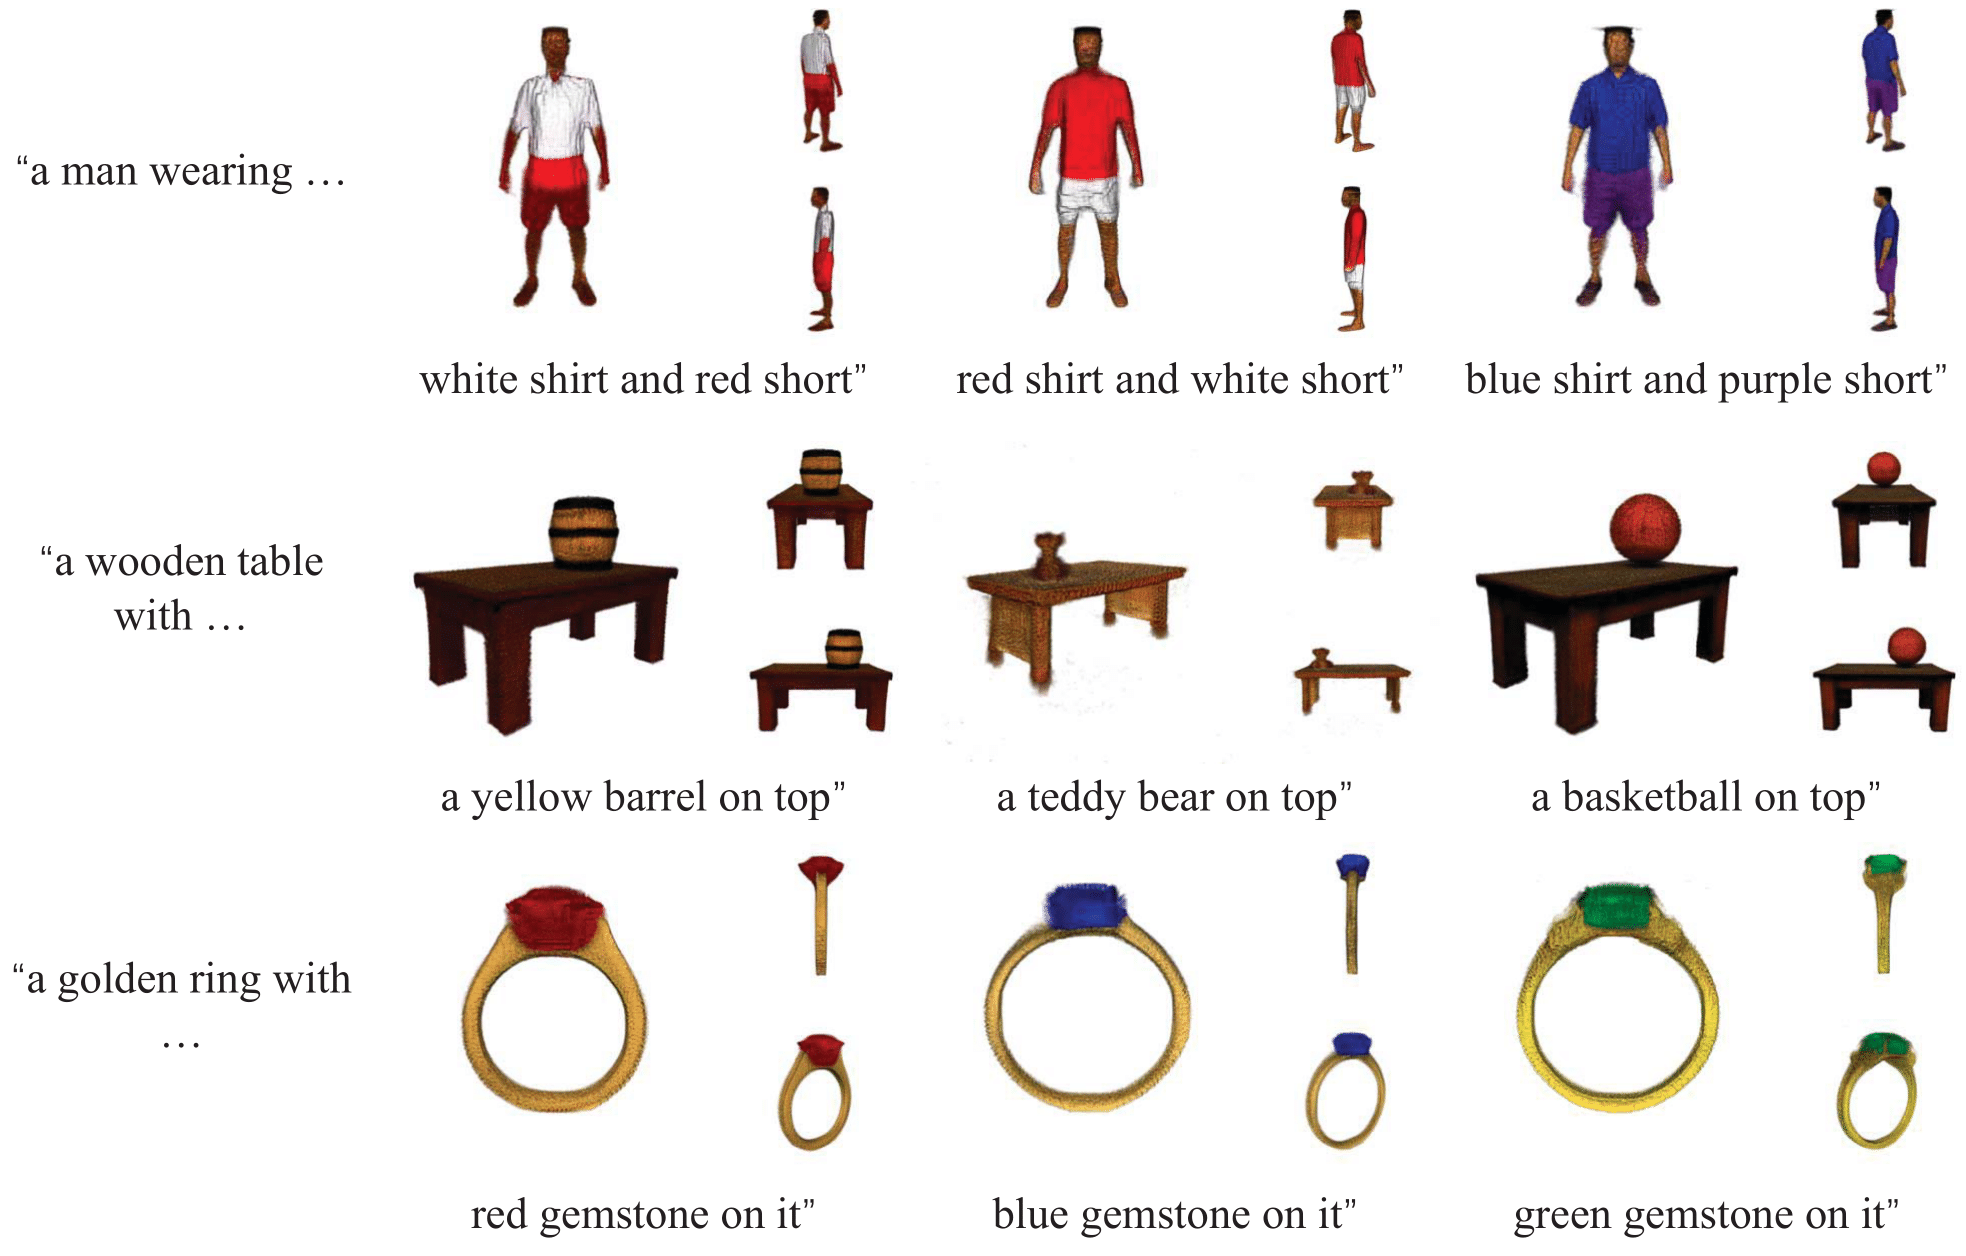 “a man wearing …
white shirt and red short”
red shirt and white short”
blue shirt and purple short”
“a wooden table
with …
a yellow barrel on top”
a teddy bear on top”
a basketball on top”
“a golden ring with
…
red gemstone on it”
blue gemstone on it”
green gemstone on it”